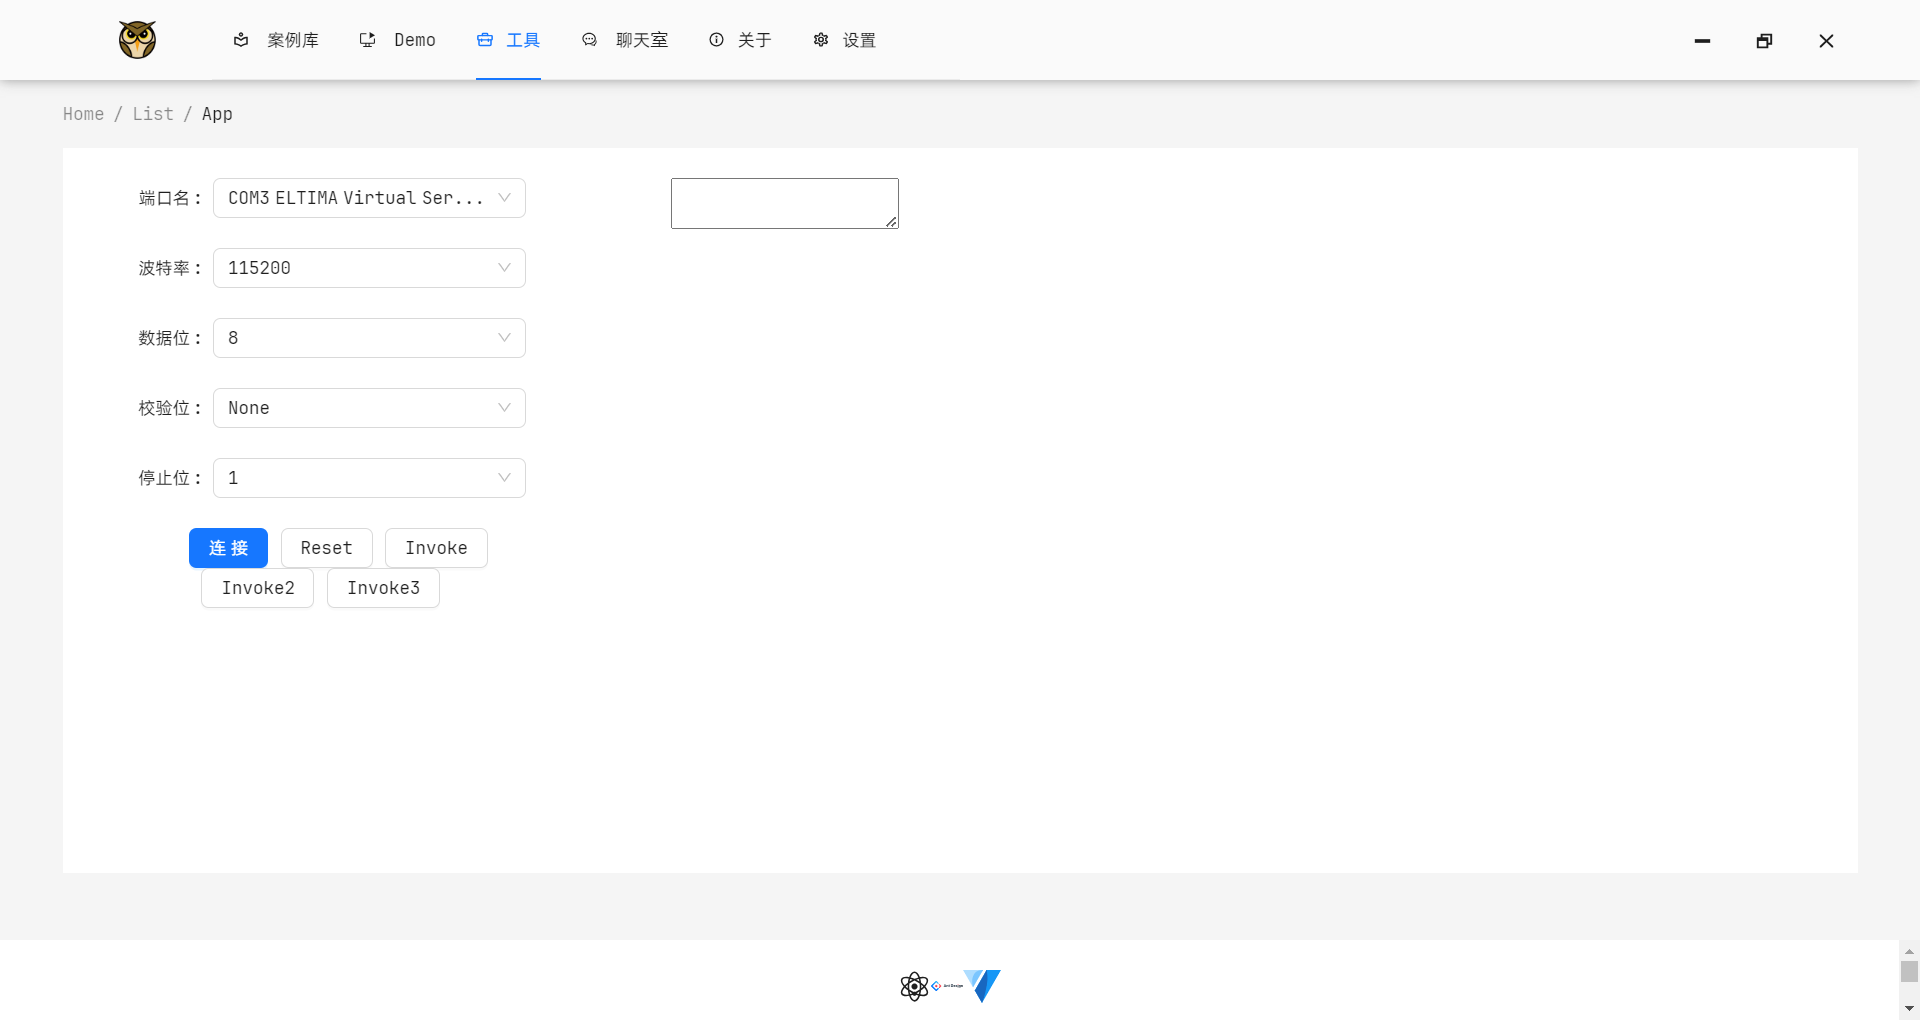 案例库 Demo 工具 聊天室 关于 设置
Home / List / App
端口名: COM3 ELTIMA Virtual Ser...
波特率: 115200
数据位: 8
校验位: None
停止位: 1
连接 Reset Invoke
Invoke2 Invoke3
Ant Design